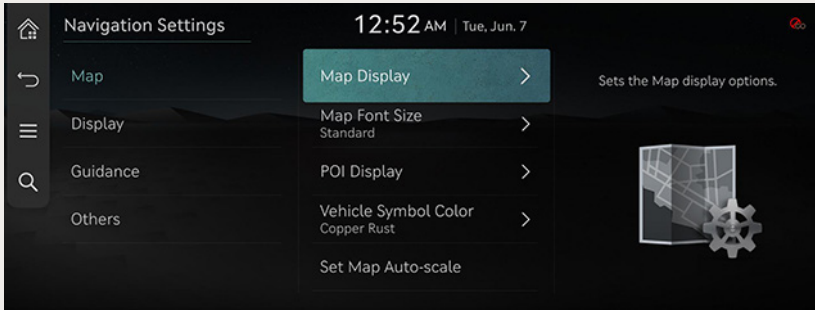 Navigation Settings
12:52 AM | Tue, Jun. 7
Map
Display
Guidance
Others
Map Display
Map Font Size
Standard
POI Display
Vehicle Symbol Color
Copper Rust
Set Map Auto-scale
Sets the Map display options.